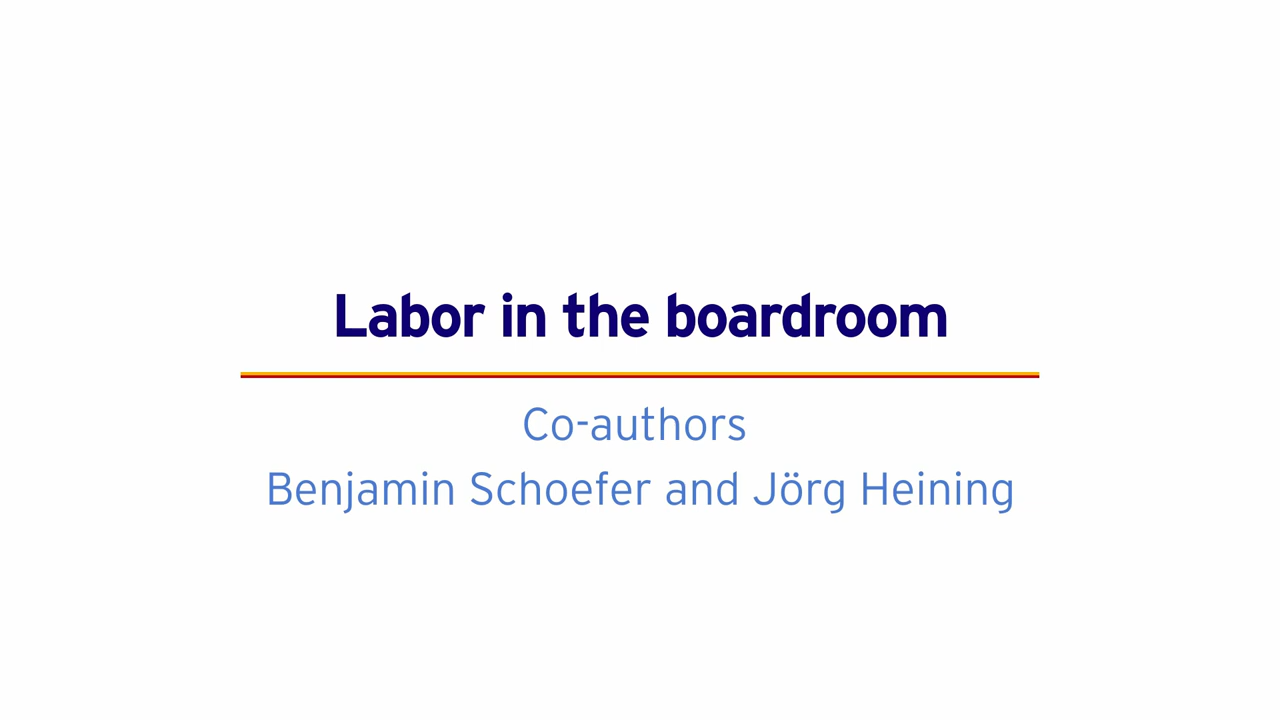 Labor in the boardroom
Co-authors
Benjamin Schoefer and Jörg Heining